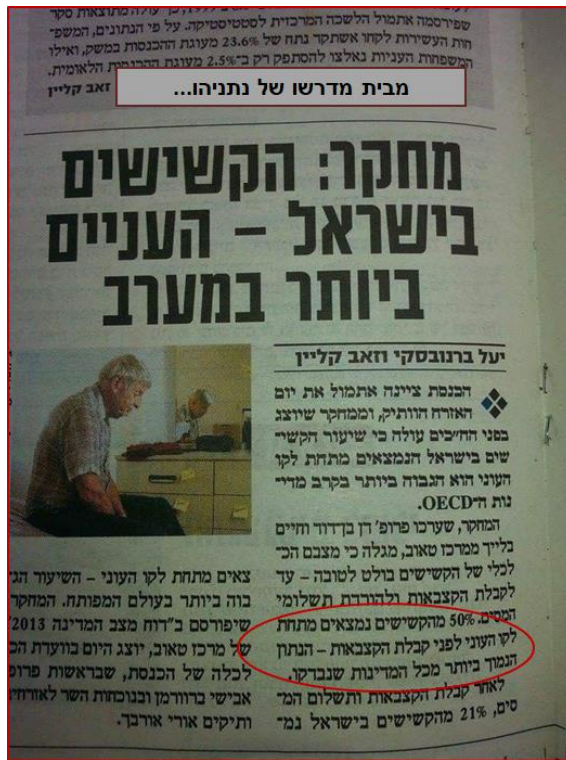 שפירסמה אתמול הלשכה המרכזית לסטטיסטיקה. על פי הנתונים, המשפ־
חות העשירות לקחו אשתקד נתח של 23.6% מעוגת ההכנסות במשק, ואילו
המשפחות העניות נאלצו להסתפק רק ב־2.5% מעוגת ההכנסות הלאומית.
זאב קליין
מבית מדרשו של נתניהו...
מחקר: הקשישים
בישראל – העניים
ביותר במערב
יעל ברנובסקי וזאב קליין
הכנסת ציינה אתמול את יום
האזרח הוותיק, וממחקר שיוצג
בפני הח"כים עולה כי שיעור הקשי־
שים בישראל הנמצאים מתחת לקו
העוני הוא הגבוה ביותר בקרב מדי־
נות ה־OECD.
המחקר, שערכו פרופ' דן בן־דוד וחיים
בלייך ממרכז טאוב, מגלה כי מצבם הכ־
לכלי של הקשישים בולט לטובה – עד
לקבלת הקצבאות ולהורדת תשלומי
המסים. 50% מהקשישים נמצאים מתחת
לקו העוני לפני קבלת הקצבאות – הנתון
הנמוך ביותר מכל המדינות שנבדקו.
לאחר קבלת הקצבאות ותשלום המ־
סים, 21% מהקשישים בישראל נמ־
צאים מתחת לקו העוני – השיעור הג־
בוה ביותר בעולם המפותח. המחקר
שיפורסם ב"דוח מצב המדינה 2013"
של מרכז טאוב, יוצג היום בוועדת הכ־
לכלה של הכנסת, שבראשות פרופ'
אבישי ברוורמן ובנוכחות השר לאזרחים
ותיקים אורי אורבך.